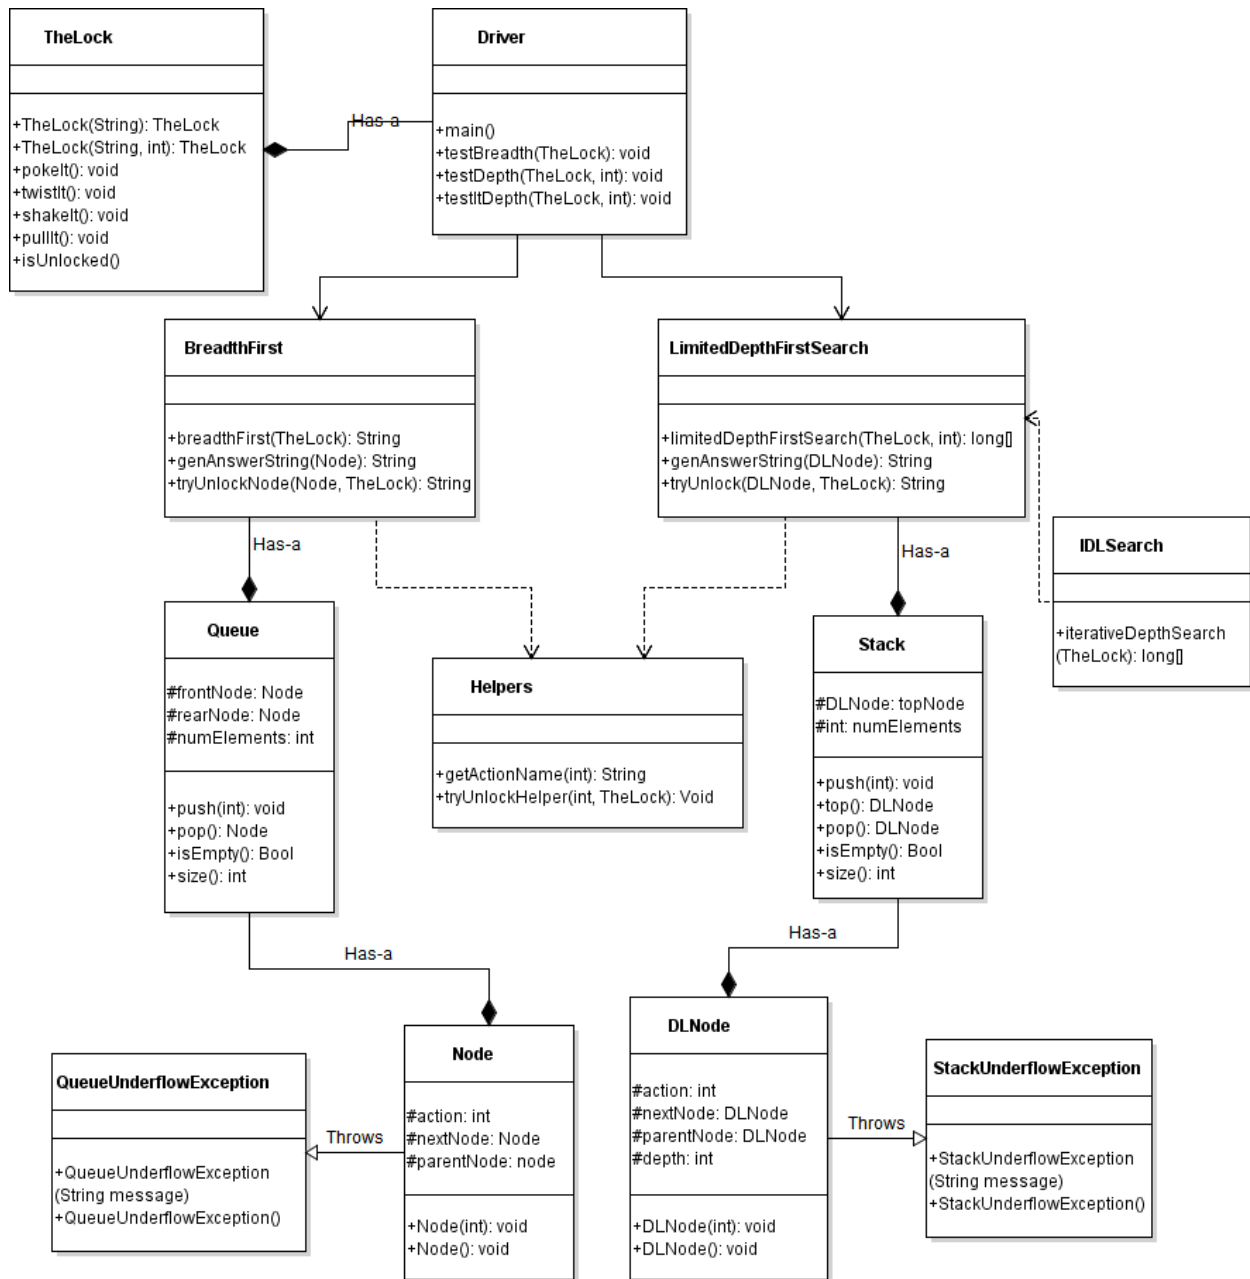 TheLock
+TheLock(String): TheLock
+TheLock(String, int): TheLock
+pokeIt(): void
+twistIt(): void
+shakeIt(): void
+pullIt(): void
+isUnlocked()
Has-a
Driver
+main()
+testBreadth(TheLock): void
+testDepth(TheLock, int): void
+testItDepth(TheLock, int): void
BreadthFirst
+breadthFirst(TheLock): String
+genAnswerString(Node): String
+tryUnlockNode(Node, TheLock): String
LimitedDepthFirstSearch
+limitedDepthFirstSearch(TheLock, int): long[]
+genAnswerString(DLNode): String
+tryUnlock(DLNode, TheLock): String
IDLSearch
+iterativeDepthSearch
(TheLock): long[]
Has-a
Has-a
Queue
#frontNode: Node
#rearNode: Node
#numElements: int
+push(int): void
+pop(): Node
+isEmpty(): Bool
+size(): int
Helpers
+getActionName(int): String
+tryUnlockHelper(int, TheLock): Void
Stack
#DLNode: topNode
#int: numElements
+push(int): void
+top(): DLNode
+pop(): DLNode
+isEmpty(): Bool
+size(): int
Has-a
Has-a
QueueUnderflowException
+QueueUnderflowException
(String message)
+QueueUnderflowException()
Throws
Node
#action: int
#nextNode: Node
#parentNode: node
+Node(int): void
+Node(): void
DLNode
#action: int
#nextNode: DLNode
#parentNode: DLNode
#depth: int
+DLNode(int): void
+DLNode(): void
Throws
StackUnderflowException
+StackUnderflowException
(String message)
+StackUnderflowException()